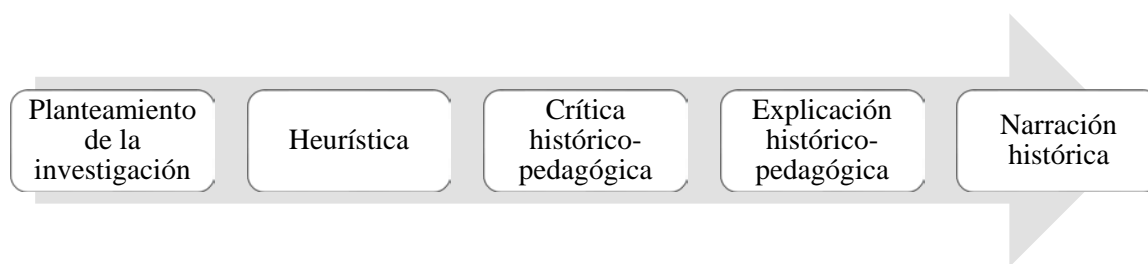 Planteamiento
de la
investigación
Heurística
Crítica
histórico-
pedagógica
Explicación
histórico-
pedagógica
Narración
histórica